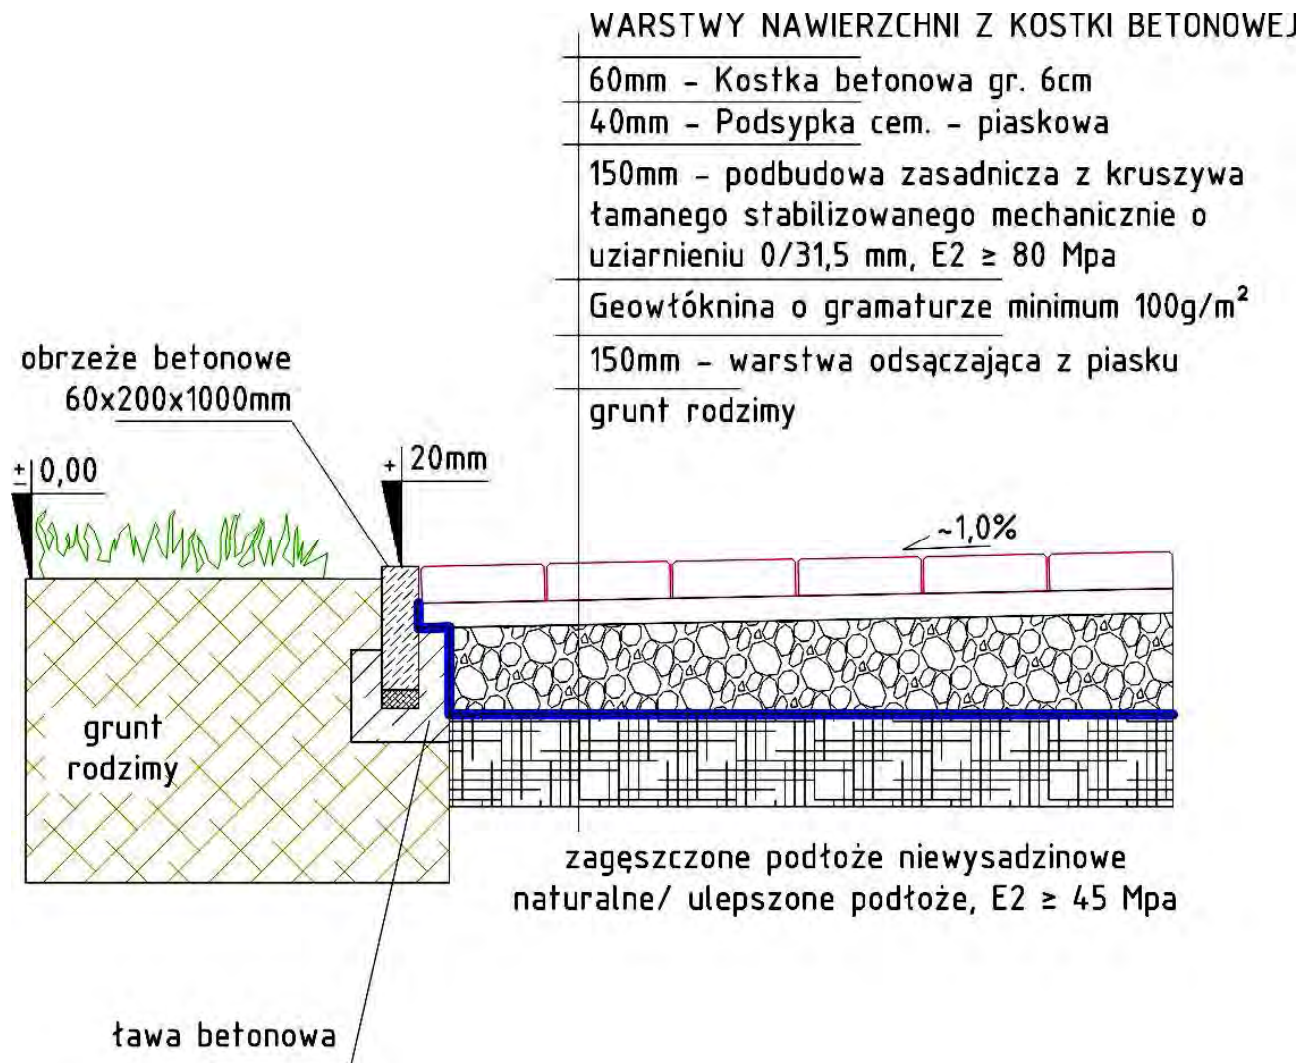 WARSTWY NAWIERZCHNI Z KOSTKI BETONOWEJ
60mm - Kostka betonowa gr. 6cm
40mm - Podsypka cem. - piaskowa
150mm - podbudowa zasadnicza z kruszywa
łamanego stabilizowanego mechanicznie o
uziarnieniu 0/31,5 mm, E2 ≥ 80 Mpa
Geowłóknina o gramaturze minimum 100g/m²
150mm - warstwa odsączająca z piasku
grunt rodzimy
obrzeże betonowe
60x200x1000mm
± 0,00
+ 20mm
~1,0%
grunt
rodzimy
zagęszczone podłoże niewysadzinowe
naturalne/ ulepszone podłoże, E2 ≥ 45 Mpa
ława betonowa